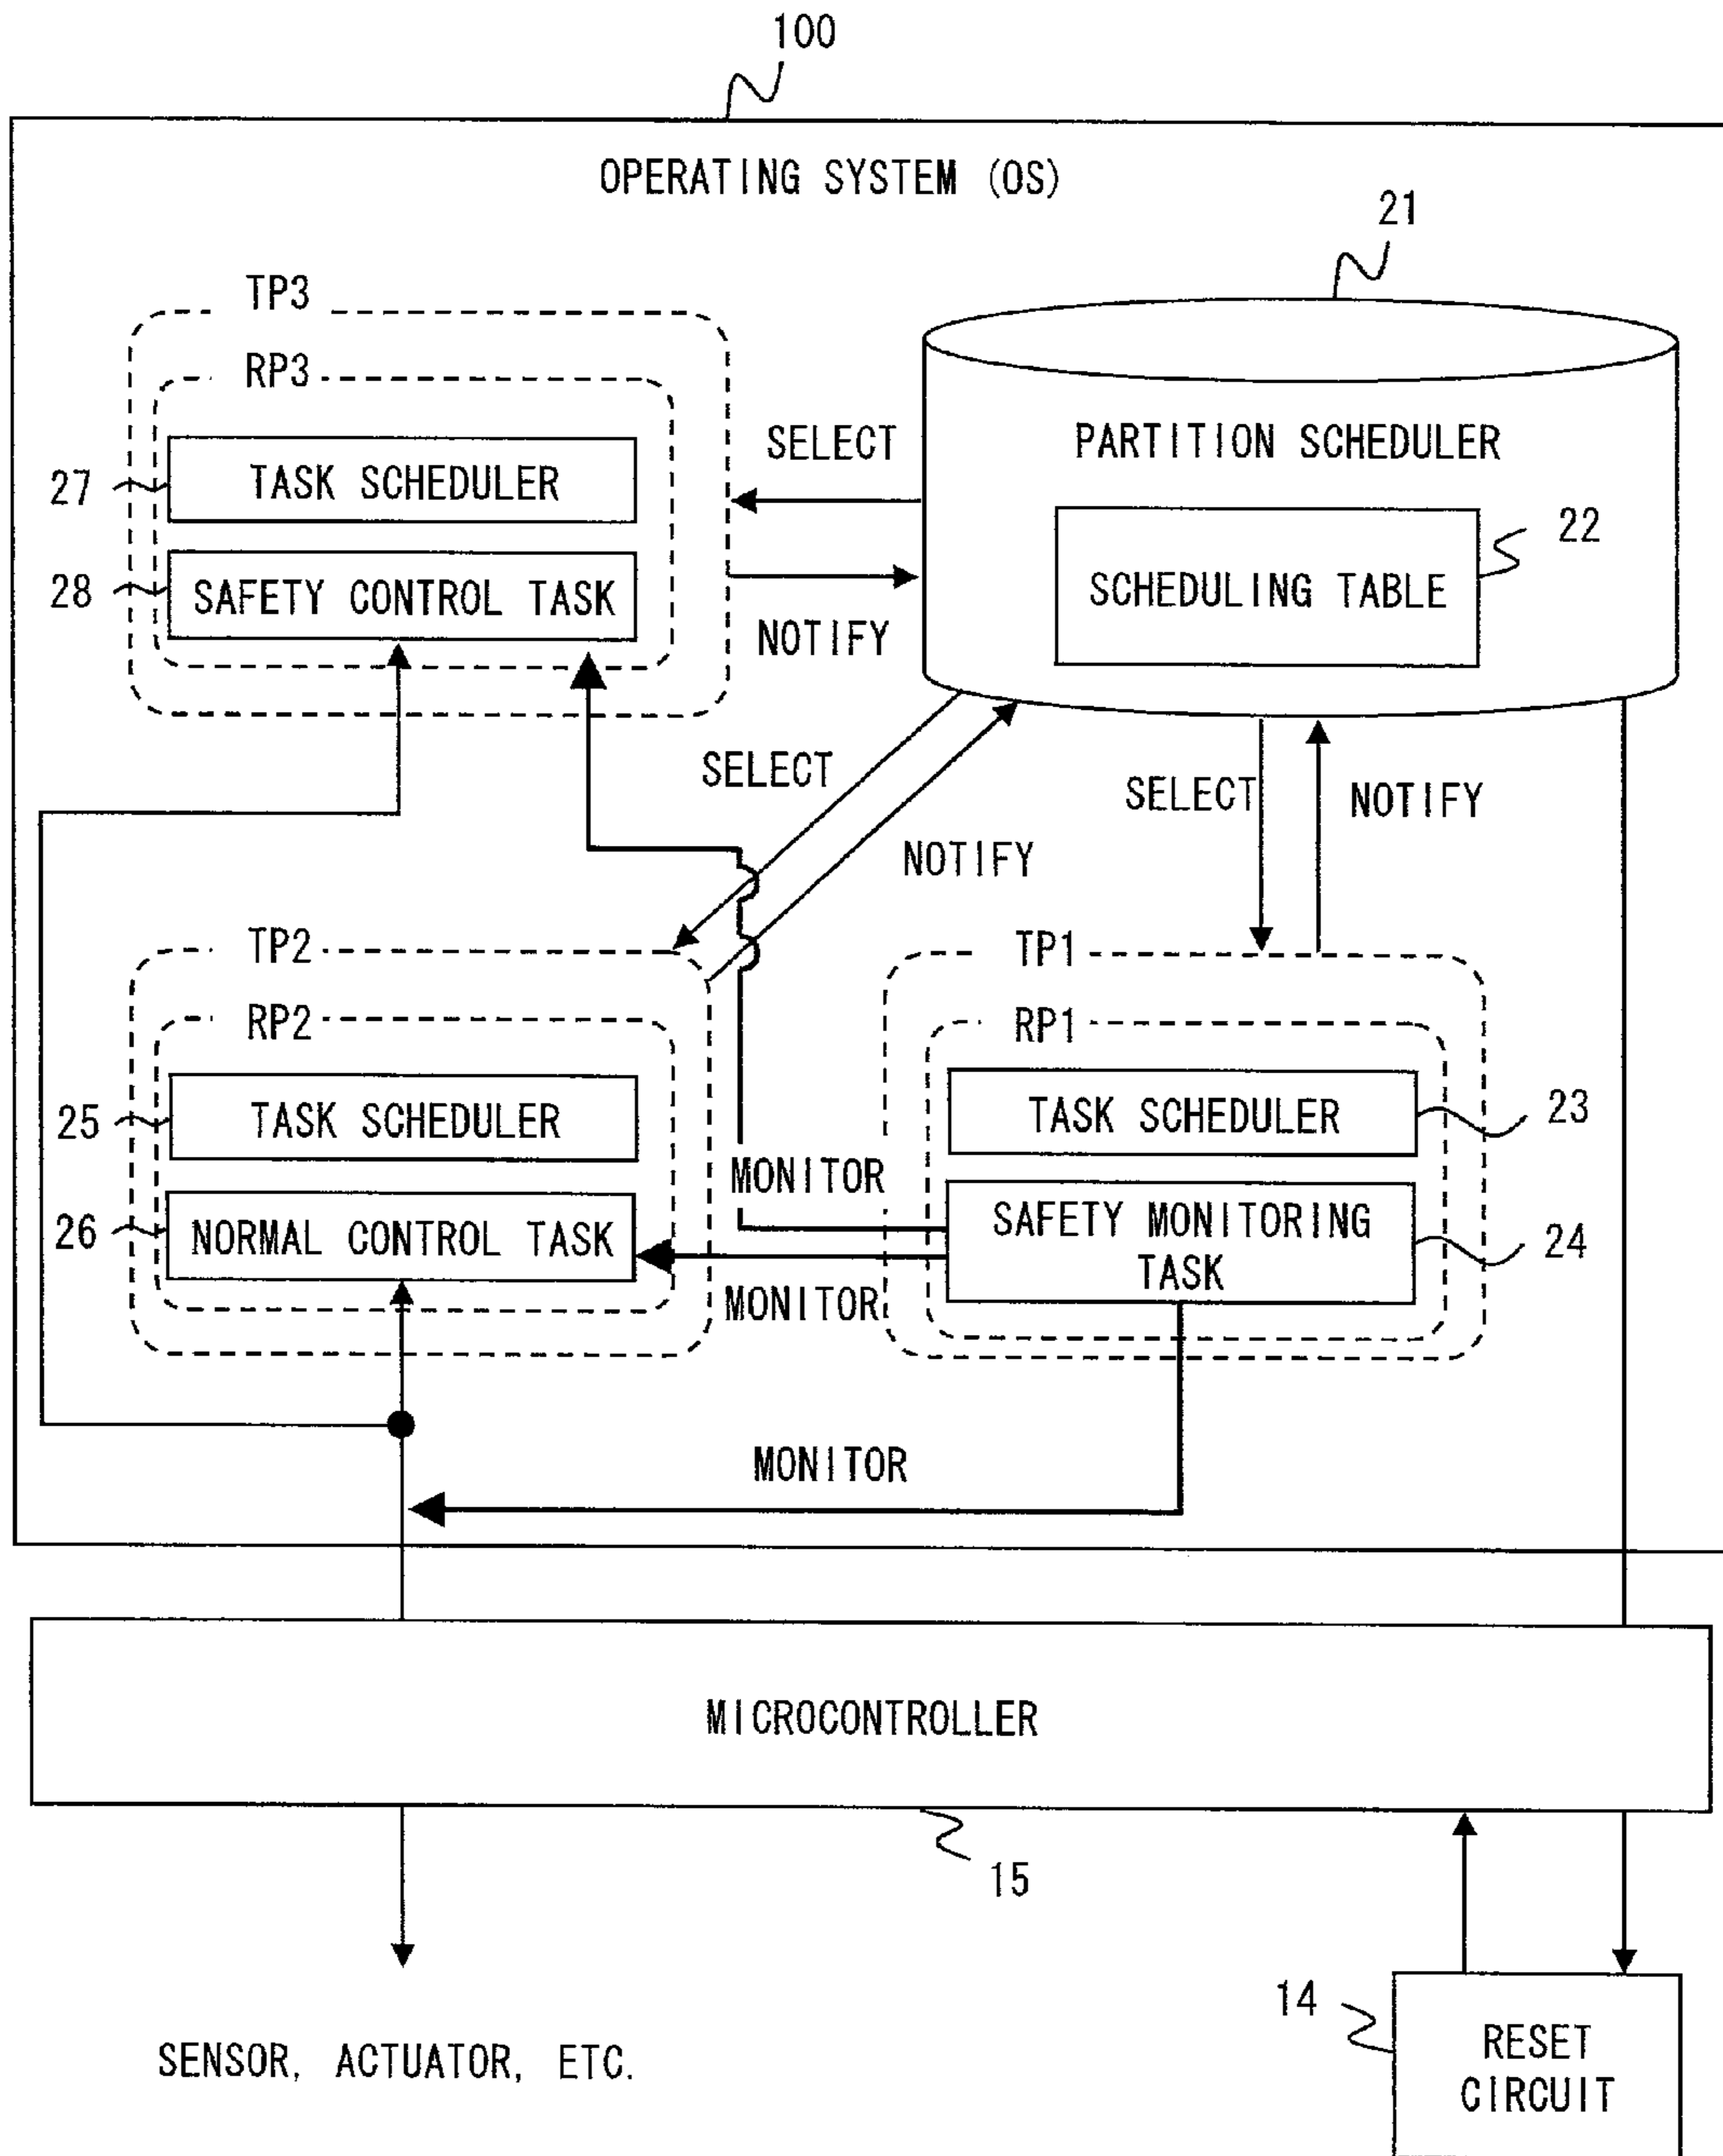 100
OPERATING SYSTEM (OS)
21
TP3
RP3
27
TASK SCHEDULER
28
SAFETY CONTROL TASK
SELECT
NOTIFY
PARTITION SCHEDULER
22
SCHEDULING TABLE
SELECT
NOTIFY
SELECT
NOTIFY
TP2
RP2
25
TASK SCHEDULER
26
NORMAL CONTROL TASK
TP1
RP1
TASK SCHEDULER
23
MONITOR
SAFETY MONITORING
TASK
24
MONITOR
MONITOR
MICROCONTROLLER
15
14
RESET
CIRCUIT
SENSOR, ACTUATOR, ETC.